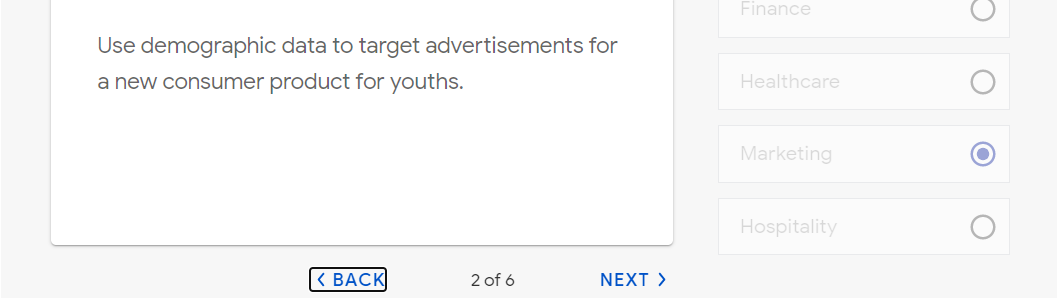 Finance
Use demographic data to target advertisements for
a new consumer product for youths.
Healthcare
Marketing
Hospitality
BACK
2 of 6
NEXT